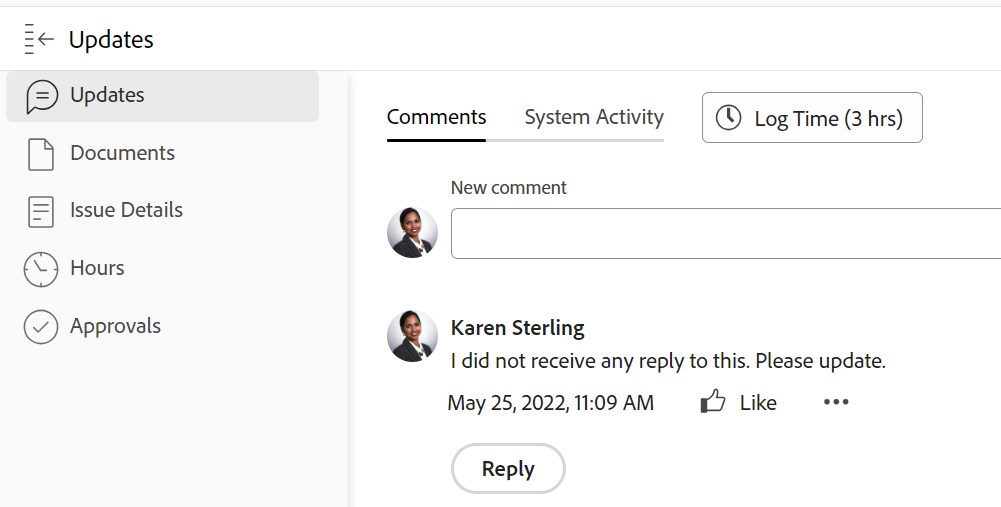 Updates
Updates
Documents
Issue Details
Hours
Approvals
Comments
System Activity
Log Time (3 hrs)
New comment
Karen Sterling
I did not receive any reply to this. Please update.
May 25, 2022, 11:09 AM
Like
Reply